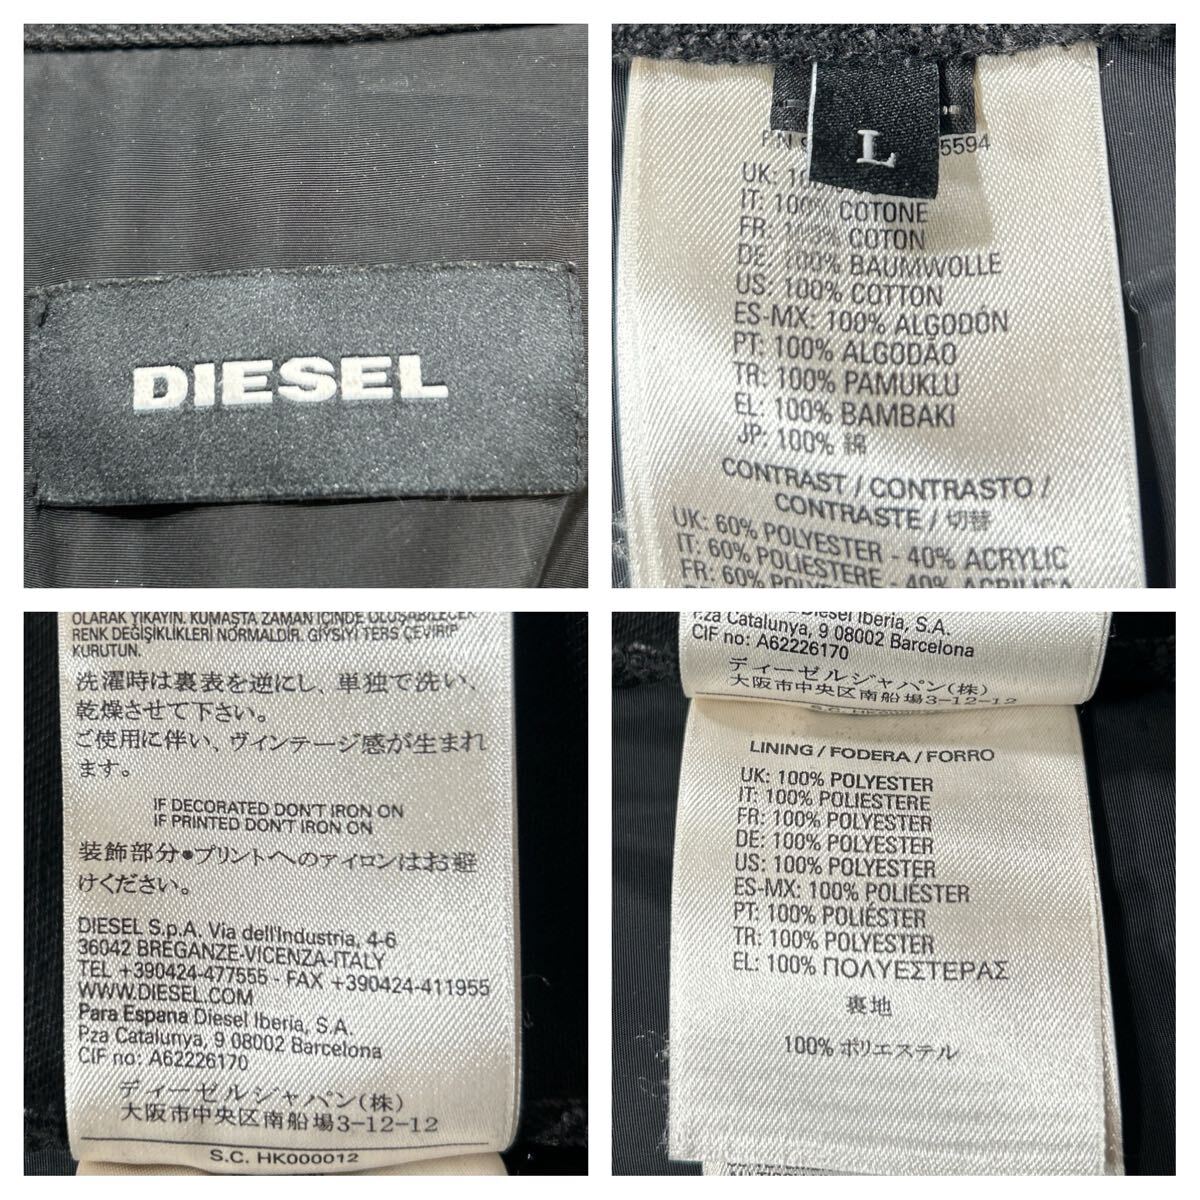 DIESEL
L
5594
UK: 
IT: 100% COTONE
FR: 100% COTON
DE: 100% BAUMWOLLE
US: 100% COTTON
ES-MX: 100% ALGODÓN
PT: 100% ALGODÃO
TR: 100% PAMUKLU
EL: 100% BAMBAKI
JP: 100% 綿
CONTRAST / CONTRASTO /
CONTRASTE / 切替
UK: 60% POLYESTER - 40% ACRYLIC
IT: 60% POLIESTERE - 40% ACRILICA
FR: 60%
OLARAK YIKAYIN. KUMAŞTA ZAMAN İÇİNDE OLUŞABİLECEK
RENK DEĞİŞİKLİKLERİ NORMALDİR. GİYSİYİ TERS ÇEVİRİP
KURUTUN.
洗濯時は裏表を逆にし、単独で洗い、
乾燥させて下さい。
ご使用に伴い、ヴィンテージ感が生まれ
ます。
IF DECORATED DON'T IRON ON
IF PRINTED DON'T IRON ON
装飾部分●プリントへのアイロンはお避
けください。
DIESEL S.p.A. Via dell'Industria, 4-6
36042 BREGANZE-VICENZA-ITALY
TEL +390424-477555 - FAX +390424-411955
WWW.DIESEL.COM
Para Espana Diesel Iberia, S.A.
P.za Catalunya, 9 08002 Barcelona
CIF no: A62226170
ディーゼルジャパン(株)
大阪市中央区南船場3-12-12
S.C. HK000012
Diesel Iberia, S.A.
P.za Catalunya, 9 08002 Barcelona
CIF no: A62226170
ディーゼルジャパン(株)
大阪市中央区南船場3-12-12
LINING / FODERA / FORRO
UK: 100% POLYESTER
IT: 100% POLIESTERE
FR: 100% POLYESTER
DE: 100% POLYESTER
US: 100% POLYESTER
ES-MX: 100% POLIÉSTER
PT: 100% POLIÉSTER
TR: 100% POLYESTER
EL: 100% ΠΟΛΥΕΣΤΕΡΑΣ
裏地
100% ポリエステル